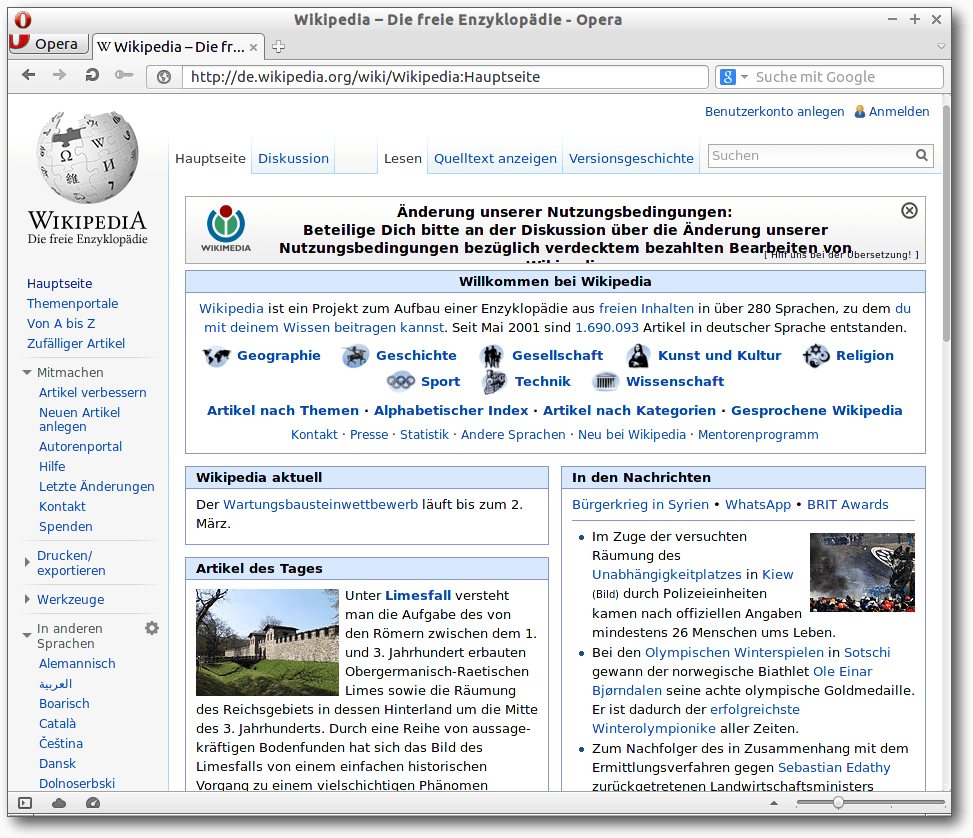 Wikipedia – Die freie Enzyklopädie - Opera
Opera
W Wikipedia – Die fr...
http://de.wikipedia.org/wiki/Wikipedia:Hauptseite
8 Suche mit Google
Benutzerkonto anlegen Anmelden
Hauptseite Diskussion Lesen Quelltext anzeigen Versionsgeschichte Suchen
Ω W И 維
WIKIPEDIA
Die freie Enzyklopädie
Hauptseite
Themenportale
Von A bis Z
Zufälliger Artikel
Mitmachen
Artikel verbessern
Neuen Artikel
anlegen
Autorenportal
Hilfe
Letzte Änderungen
Kontakt
Spenden
Drucken/
exportieren
Werkzeuge
In anderen
Sprachen
Alemannisch
العربية
Boarisch
Català
Čeština
Dansk
Dolnoserbski
WIKIMEDIA
Änderung unserer Nutzungsbedingungen:
Beteilige Dich bitte an der Diskussion über die Änderung unserer
Nutzungsbedingungen bezüglich verdecktem bezahlten Bearbeiten von
[ Hilf uns bei der Übersetzung! ]
Willkommen bei Wikipedia
Wikipedia ist ein Projekt zum Aufbau einer Enzyklopädie aus freien Inhalten in über 280 Sprachen, zu dem du
mit deinem Wissen beitragen kannst. Seit Mai 2001 sind 1.690.093 Artikel in deutscher Sprache entstanden.
Geographie Geschichte Gesellschaft Kunst und Kultur Religion
Sport Technik Wissenschaft
Artikel nach Themen · Alphabetischer Index · Artikel nach Kategorien · Gesprochene Wikipedia
Kontakt · Presse · Statistik · Andere Sprachen · Neu bei Wikipedia · Mentorenprogramm
Wikipedia aktuell
Der Wartungsbausteinwettbewerb läuft bis zum 2.
März.
Artikel des Tages
Unter Limesfall versteht
man die Aufgabe des von
den Römern zwischen dem 1.
und 3. Jahrhundert erbauten
Obergermanisch-Raetischen
Limes sowie die Räumung
des Reichsgebiets in dessen Hinterland um die Mitte
des 3. Jahrhunderts. Durch eine Reihe von aussage-
kräftigen Bodenfunden hat sich das Bild des
Limesfalls von einem einfachen historischen
Vorgang zu einem vielschichtigen Phänomen
In den Nachrichten
Bürgerkrieg in Syrien • WhatsApp • BRIT Awards
• Im Zuge der versuchten
Räumung des
Unabhängigkeitplatzes in Kiew
(Bild) durch Polizeieinheiten
kamen nach offiziellen Angaben
mindestens 26 Menschen ums Leben.
• Bei den Olympischen Winterspielen in Sotschi
gewann der norwegische Biathlet Ole Einar
Bjørndalen seine achte olympische Goldmedaille.
Er ist dadurch der erfolgreichste
Winterolympionike aller Zeiten.
• Zum Nachfolger des in Zusammenhang mit dem
Ermittlungsverfahren gegen Sebastian Edathy
zurückgetretenen Landwirtschaftsministers